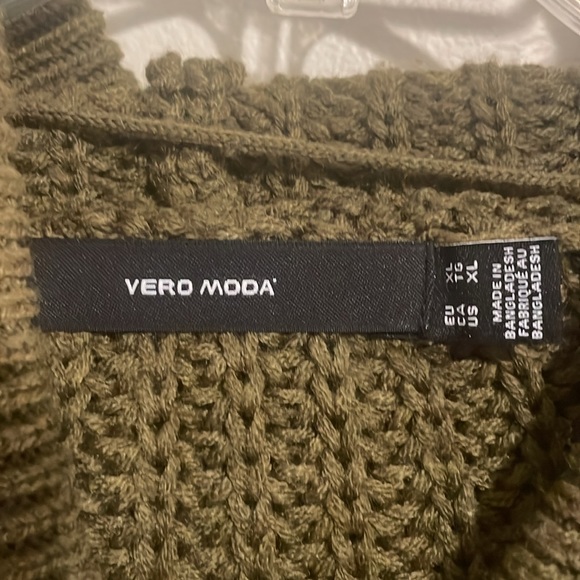 VERO MODA
EU XL
CA TG
US XL
MADE IN
BANGLADESH
FABRIQUÉ AU
BANGLADESH